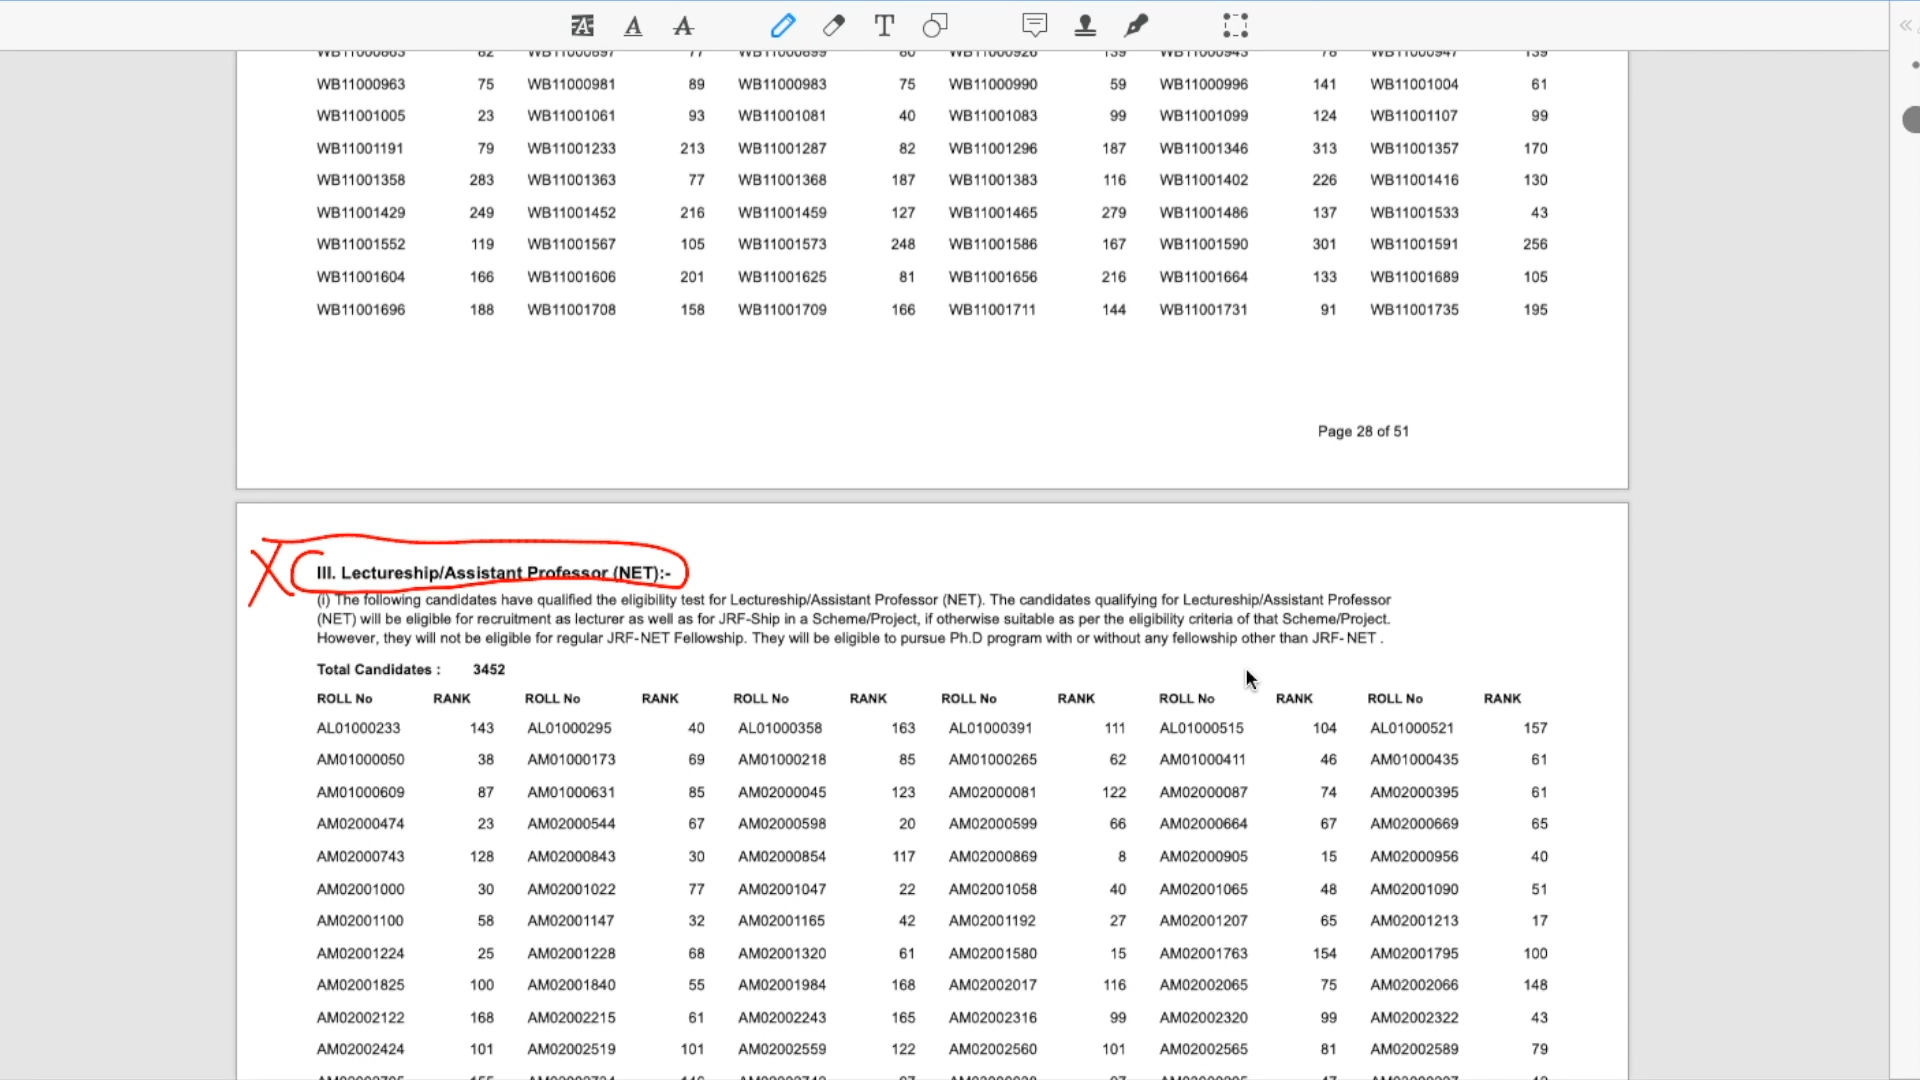 WB11000963 75 WB11000981 89 WB11000983 75 WB11000990 59 WB11000996 141 WB11001004 61
WB11001005 23 WB11001061 93 WB11001081 40 WB11001083 99 WB11001099 124 WB11001107 99
WB11001191 79 WB11001233 213 WB11001287 82 WB11001296 187 WB11001346 313 WB11001357 170
WB11001358 283 WB11001363 77 WB11001368 187 WB11001383 116 WB11001402 226 WB11001416 130
WB11001429 249 WB11001452 216 WB11001459 127 WB11001465 279 WB11001486 137 WB11001533 43
WB11001552 119 WB11001567 105 WB11001573 248 WB11001586 167 WB11001590 301 WB11001591 256
WB11001604 166 WB11001606 201 WB11001625 81 WB11001656 216 WB11001664 133 WB11001689 105
WB11001696 188 WB11001708 158 WB11001709 166 WB11001711 144 WB11001731 91 WB11001735 195
Page 28 of 51
III. Lectureship/Assistant Professor (NET):-
(i) The following candidates have qualified the eligibility test for Lectureship/Assistant Professor (NET). The candidates qualifying for Lectureship/Assistant Professor
(NET) will be eligible for recruitment as lecturer as well as for JRF-Ship in a Scheme/Project, if otherwise suitable as per the eligibility criteria of that Scheme/Project.
However, they will not be eligible for regular JRF-NET Fellowship. They will be eligible to pursue Ph.D program with or without any fellowship other than JRF-NET .
Total Candidates : 3452
ROLL No RANK ROLL No RANK ROLL No RANK ROLL No RANK ROLL No RANK ROLL No RANK
AL01000233 143 AL01000295 40 AL01000358 163 AL01000391 111 AL01000515 104 AL01000521 157
AM01000050 38 AM01000173 69 AM01000218 85 AM01000265 62 AM01000411 46 AM01000435 61
AM01000609 87 AM01000631 85 AM02000045 123 AM02000081 122 AM02000087 74 AM02000395 61
AM02000474 23 AM02000544 67 AM02000598 20 AM02000599 66 AM02000664 67 AM02000669 65
AM02000743 128 AM02000843 30 AM02000854 117 AM02000869 8 AM02000905 15 AM02000956 40
AM02001000 30 AM02001022 77 AM02001047 22 AM02001058 40 AM02001065 48 AM02001090 51
AM02001100 58 AM02001147 32 AM02001165 42 AM02001192 27 AM02001207 65 AM02001213 17
AM02001224 25 AM02001228 68 AM02001320 61 AM02001580 15 AM02001763 154 AM02001795 100
AM02001825 100 AM02001840 55 AM02001984 168 AM02002017 116 AM02002065 75 AM02002066 148
AM02002122 168 AM02002215 61 AM02002243 165 AM02002316 99 AM02002320 99 AM02002322 43
AM02002424 101 AM02002519 101 AM02002559 122 AM02002560 101 AM02002565 81 AM02002589 79